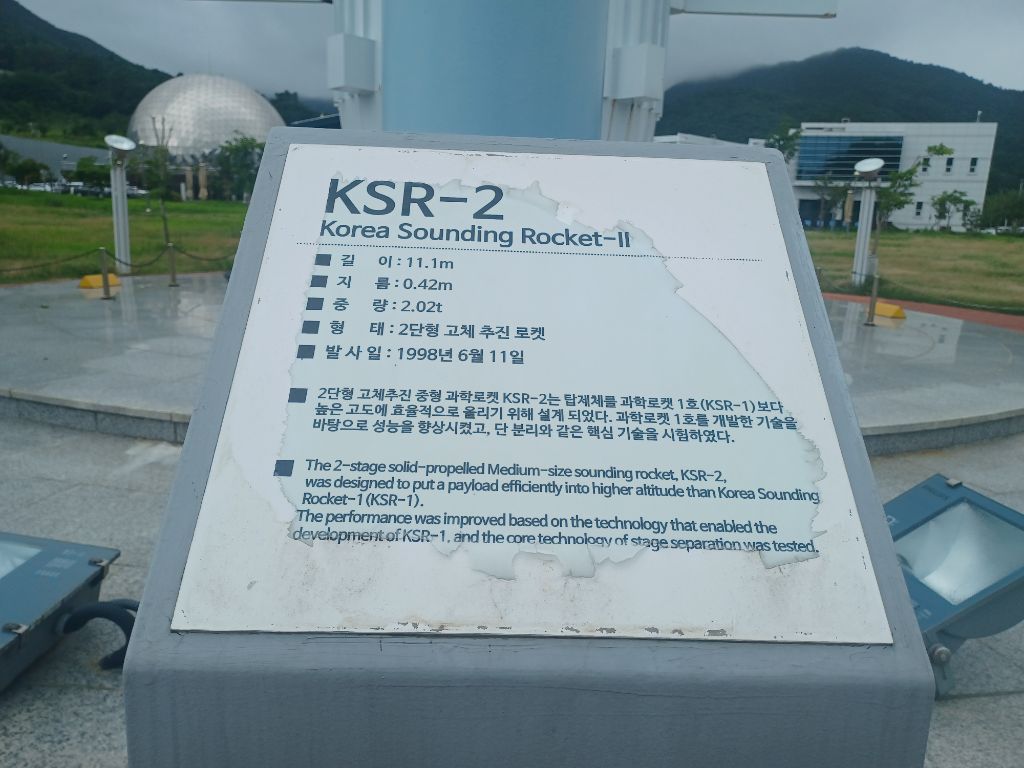 KSR-2
Korea Sounding Rocket-II
길 이 : 11.1m
지 름 : 0.42m
중 량 : 2.02t
형 태 : 2단형 고체 추진 로켓
발 사 일 : 1998년 6월 11일
2단형 고체추진 중형 과학로켓 KSR-2는 탑재체를 과학로켓 1호(KSR-1)보다
높은 고도에 효율적으로 올리기 위해 설계 되었다. 과학로켓 1호를 개발한 기술을
바탕으로 성능을 향상시켰고, 단 분리와 같은 핵심 기술을 시험하였다.
The 2-stage solid-propelled Medium-size sounding rocket, KSR-2,
was designed to put a payload efficiently into higher altitude than Korea Sounding
Rocket-1 (KSR-1).
The performance was improved based on the technology that enabled the
development of KSR-1, and the core technology of stage separation was tested.